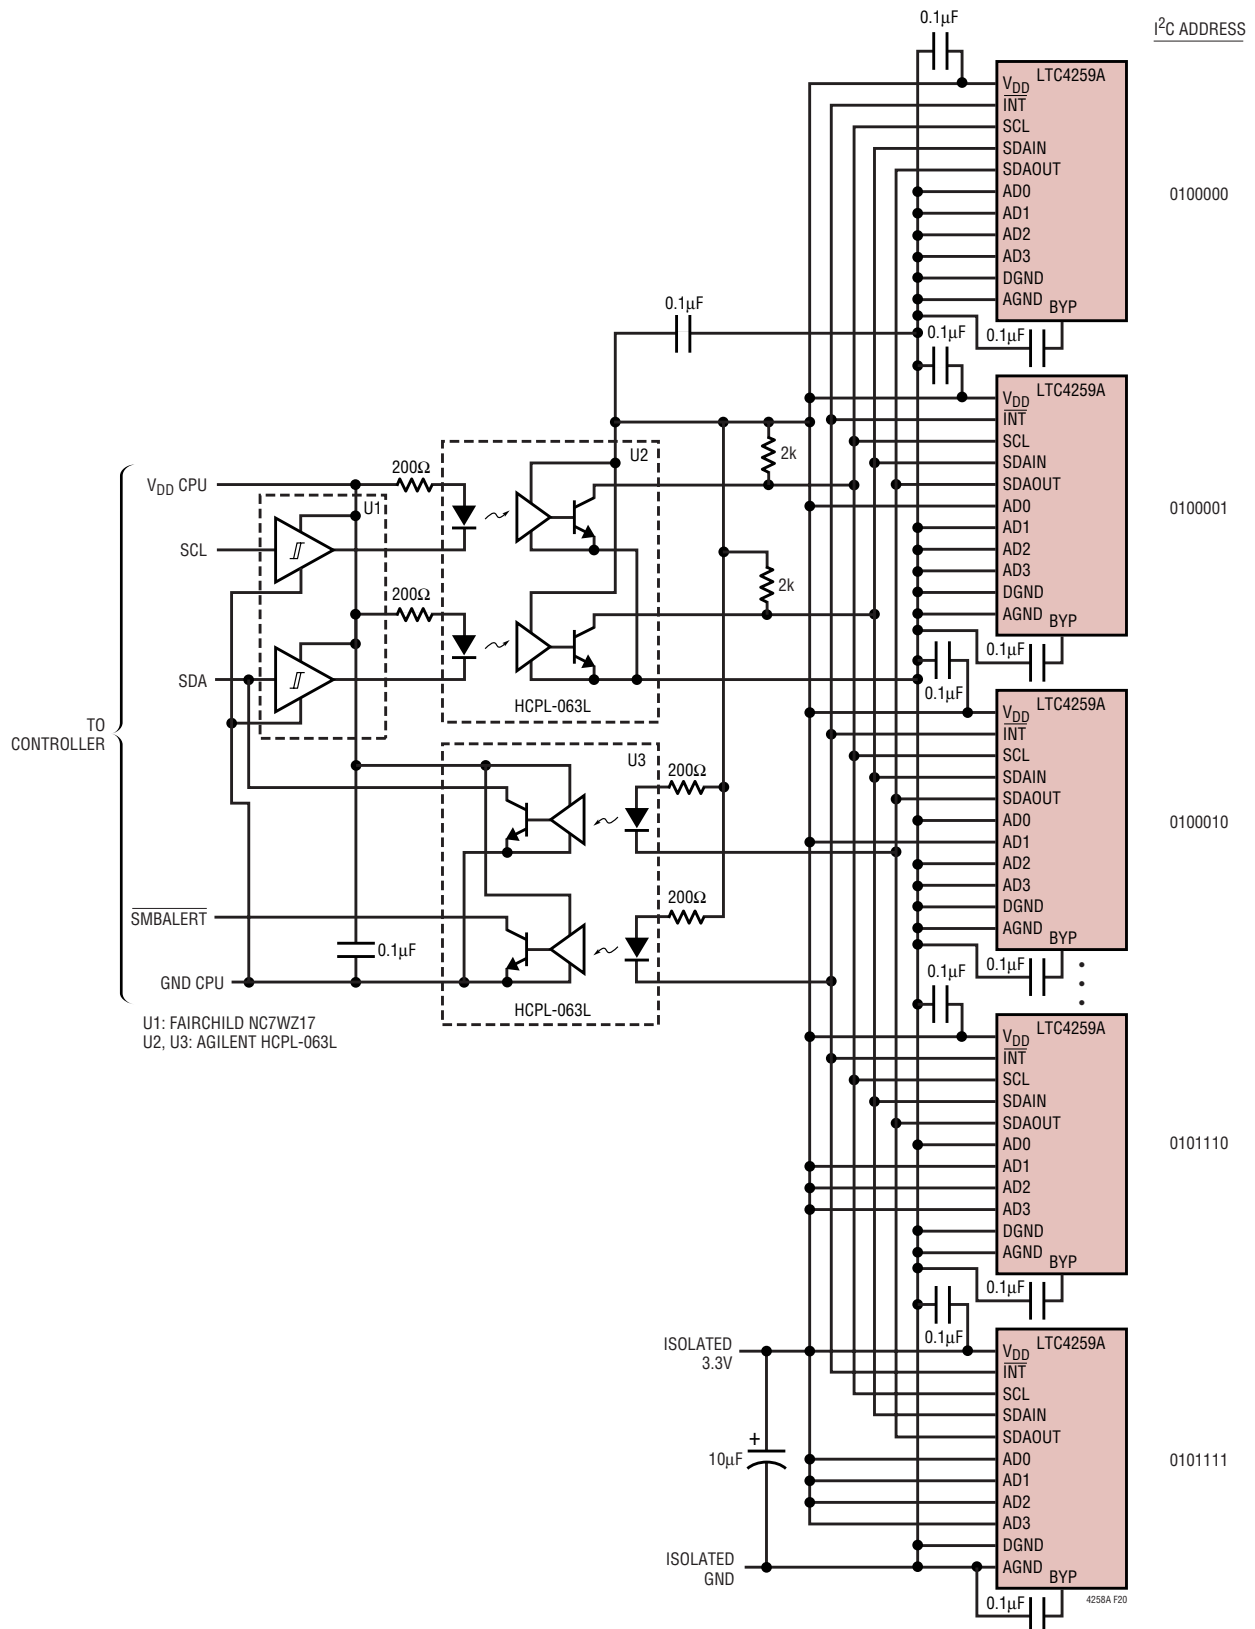 0.1µF
I²C ADDRESS
LTC4259A
VDD
INT
SCL
SDAIN
SDAOUT
AD0
AD1
AD2
AD3
DGND
AGND
BYP
0100000
0.1µF
0.1µF
0.1µF
LTC4259A
VDD
INT
SCL
SDAIN
SDAOUT
AD0
AD1
AD2
AD3
DGND
AGND
BYP
0100001
0.1µF
0.1µF
U2
2k
200Ω
VDD CPU
U1
SCL
200Ω
2k
SDA
HCPL-063L
TO
CONTROLLER
U3
200Ω
200Ω
SMBALERT
0.1µF
GND CPU
HCPL-063L
U1: FAIRCHILD NC7WZ17
U2, U3: AGILENT HCPL-063L
LTC4259A
VDD
INT
SCL
SDAIN
SDAOUT
AD0
AD1
AD2
AD3
DGND
AGND
BYP
0100010
0.1µF
0.1µF
LTC4259A
VDD
INT
SCL
SDAIN
SDAOUT
AD0
AD1
AD2
AD3
DGND
AGND
BYP
0101110
0.1µF
0.1µF
ISOLATED
3.3V
+
10µF
ISOLATED
GND
LTC4259A
VDD
INT
SCL
SDAIN
SDAOUT
AD0
AD1
AD2
AD3
DGND
AGND
BYP
0101111
0.1µF
4258A F20